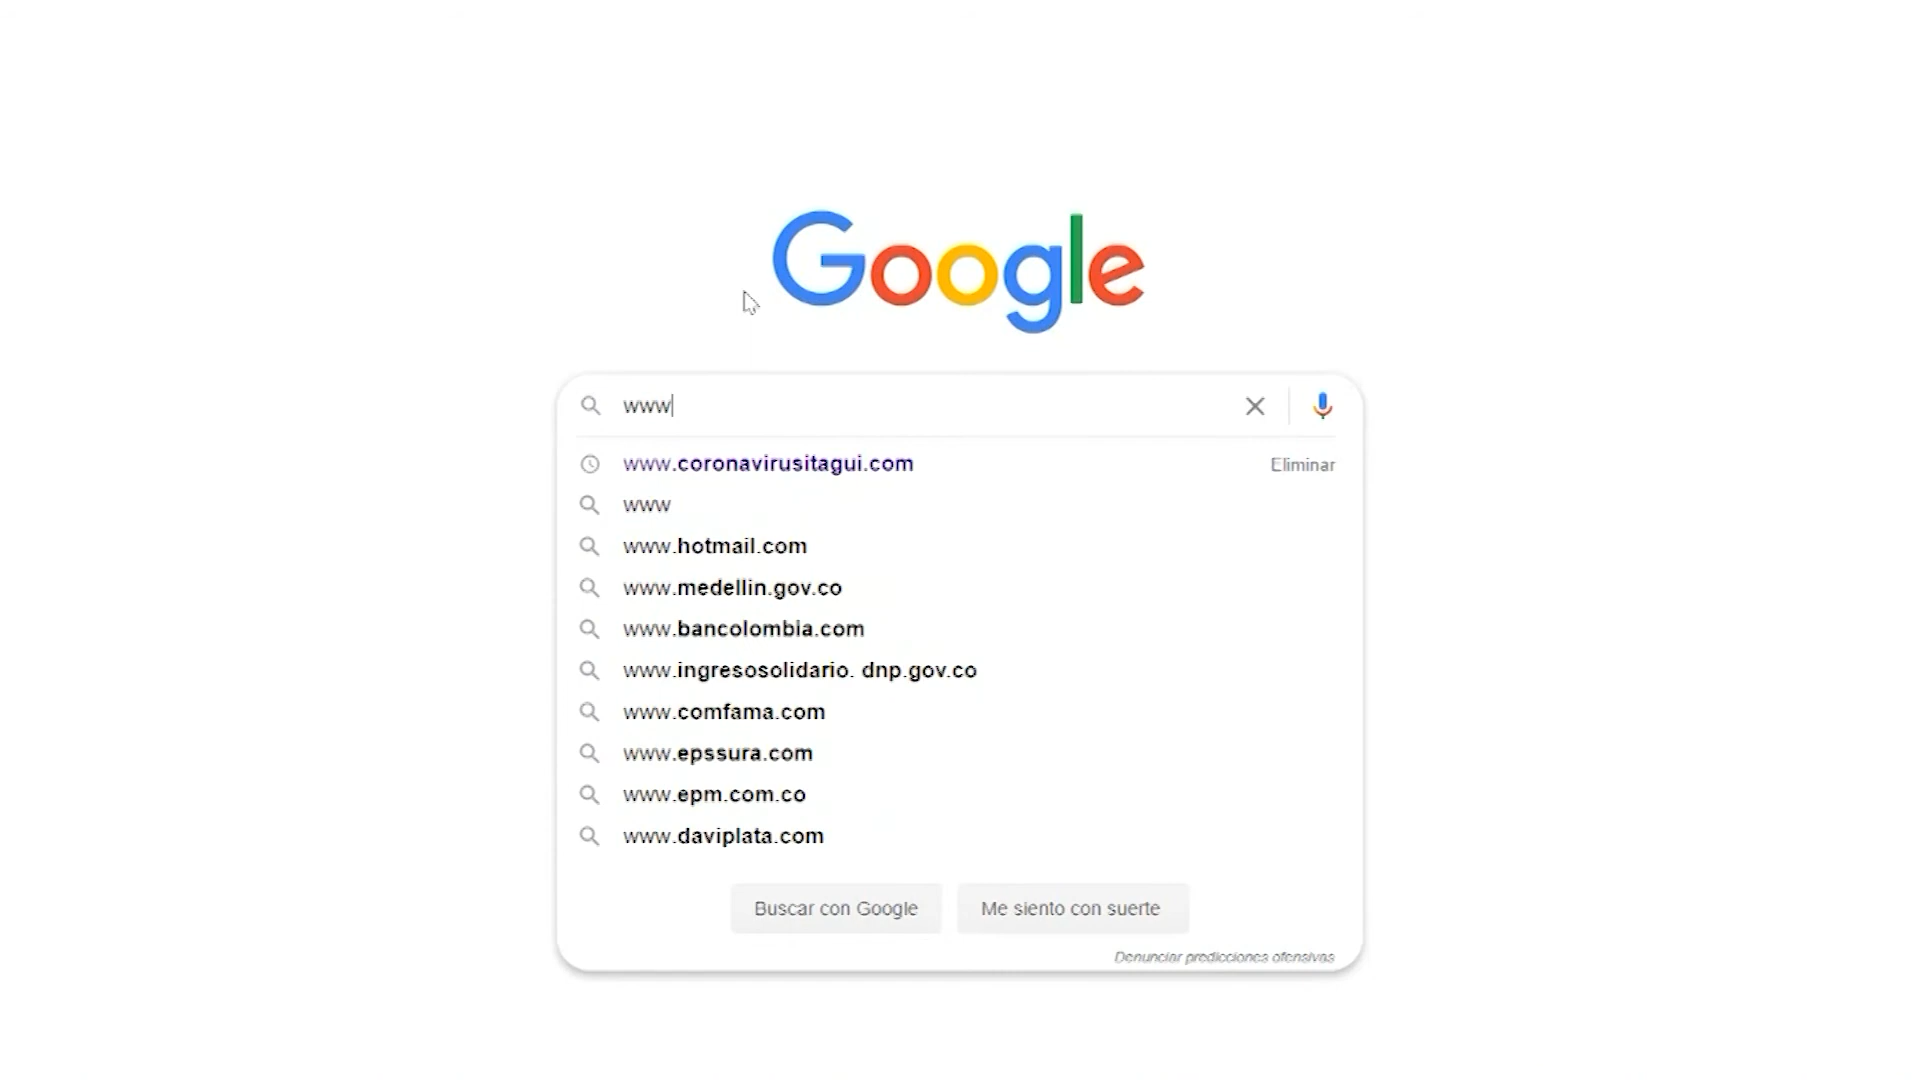 Google
www
www.coronavirusitagui.com Eliminar
www
www.hotmail.com
www.medellin.gov.co
www.bancolombia.com
www.ingresosolidario. dnp.gov.co
www.comfama.com
www.epssura.com
www.epm.com.co
www.daviplata.com
Buscar con Google Me siento con suerte
Denunciar predicciones ofensivas